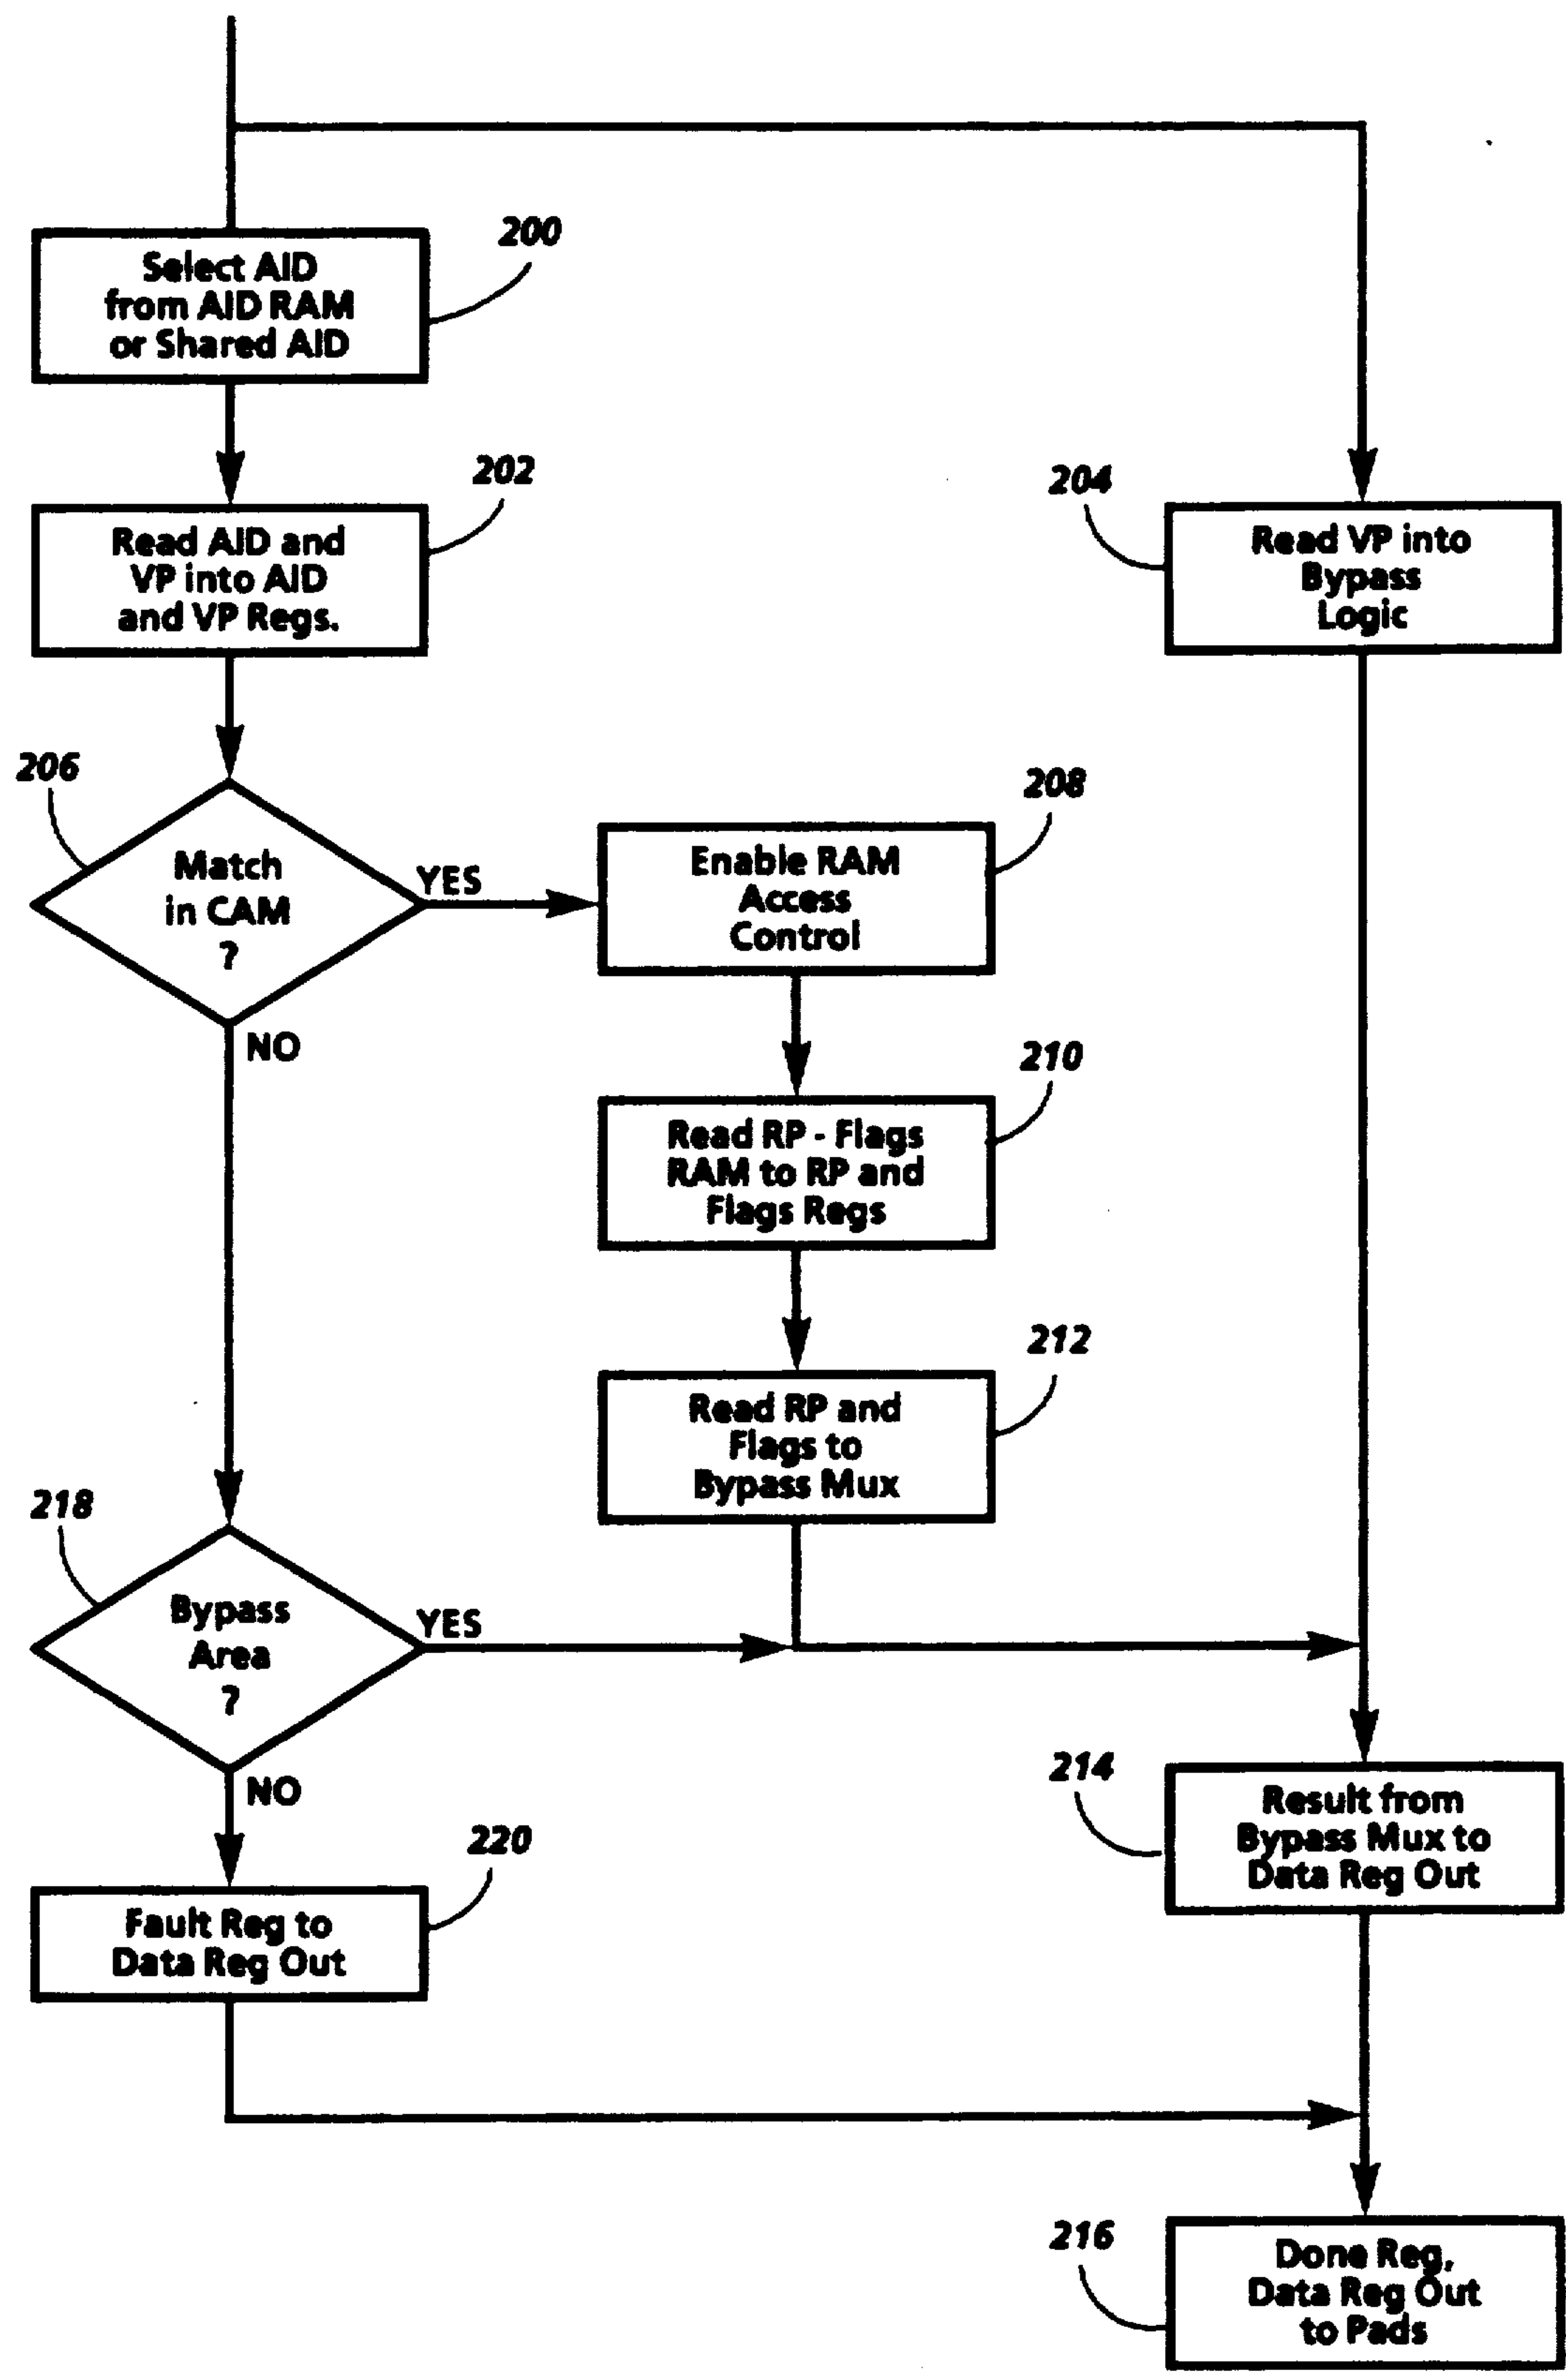 200
Select AID
from AID RAM
or Shared AID
202
Read AID and
VP into AID
and VP Regs.
204
Read VP into
Bypass
Logic
206
Match
in CAM
?
YES
NO
208
Enable RAM
Access
Control
210
Read RP - Flags
RAM to RP and
Flags Regs
212
Read RP and
Flags to
Bypass Mux
218
Bypass
Area
?
YES
NO
214
Result from
Bypass Mux to
Data Reg Out
220
Fault Reg to
Data Reg Out
216
Done Reg,
Data Reg Out
to Pads